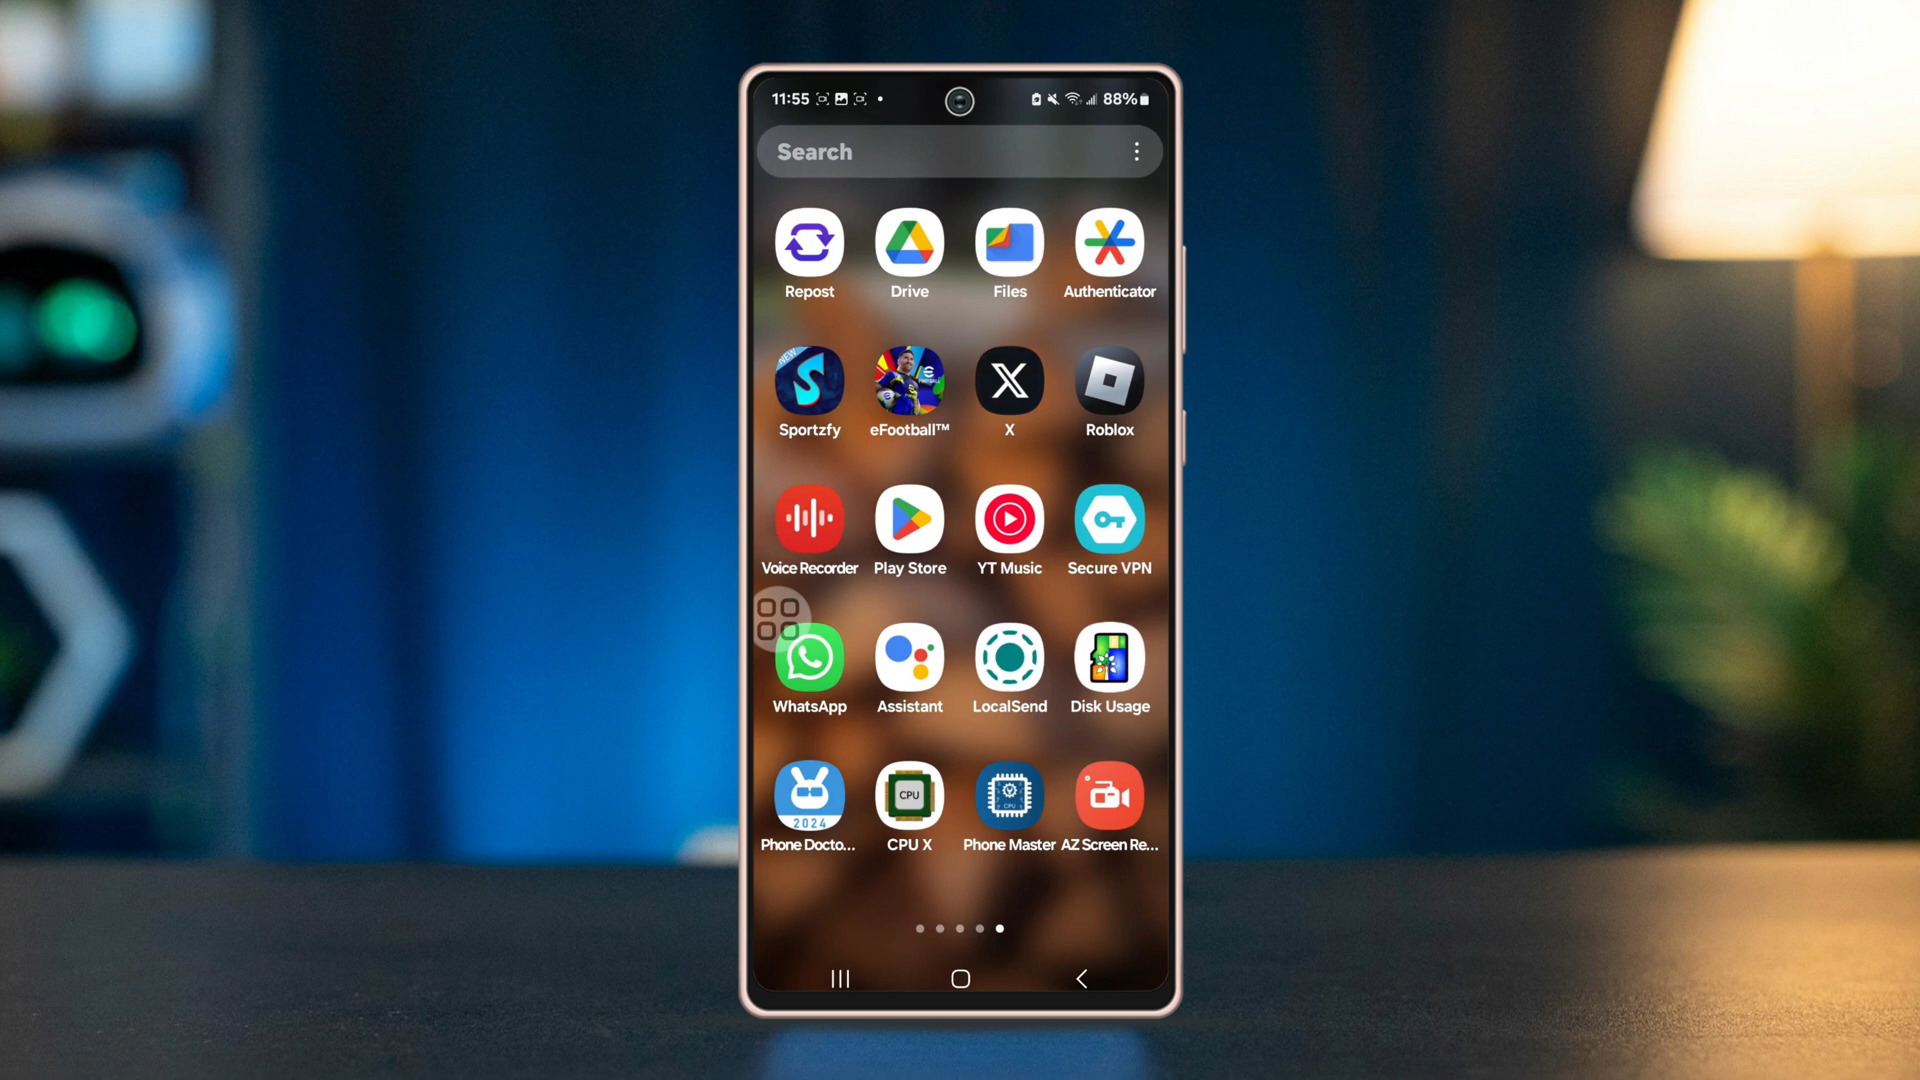 11:55 88%
Search
Repost Drive Files Authenticator
NEW
Sportzfy eFootball™ X Roblox
Voice Recorder Play Store YT Music Secure VPN
WhatsApp Assistant LocalSend Disk Usage
2024 CPU CPU
Phone Docto... CPU X Phone Master AZ Screen Re...